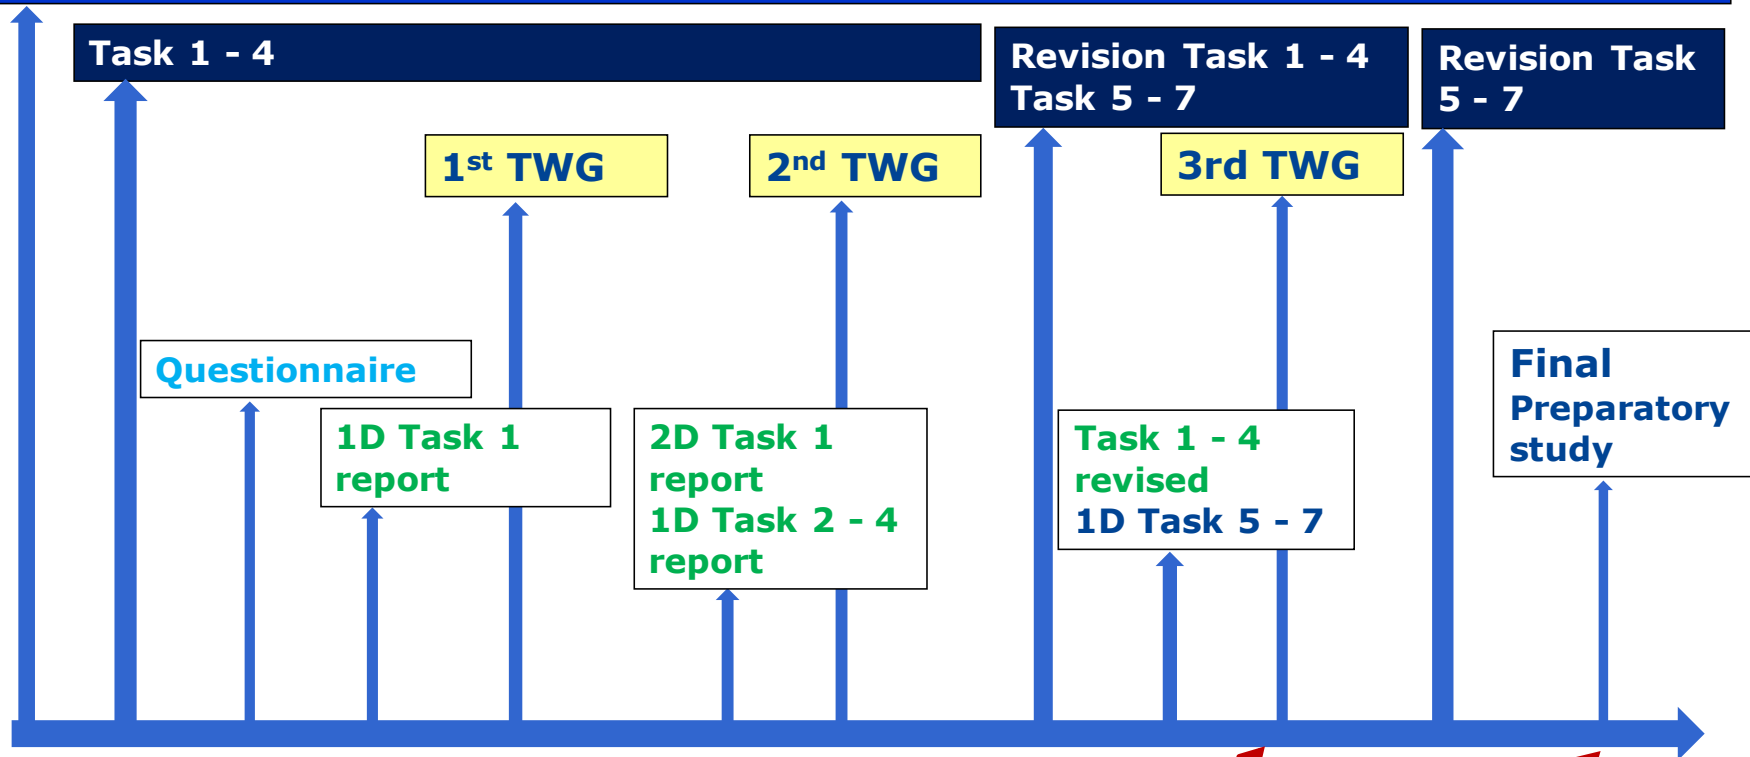 Task 1 - 4
Revision Task 1 - 4
Task 5 - 7
Revision Task
5 - 7
1st TWG
2nd TWG
3rd TWG
Questionnaire
1D Task 1
report
2D Task 1
report
1D Task 2 - 4
report
Task 1 - 4
revised
1D Task 5 - 7
Final
Preparatory
study